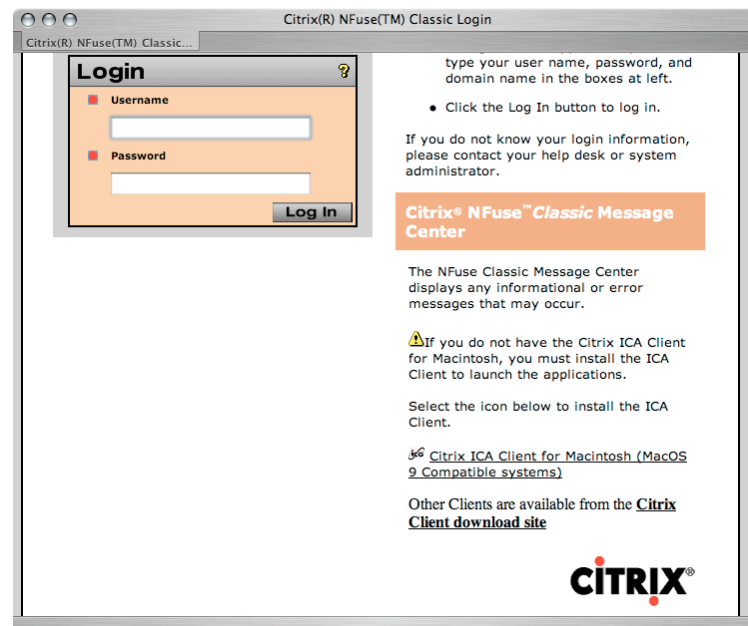 Citrix(R) NFuse(TM) Classic Login
Citrix(R) NFuse(TM) Classic...
Login
?
Username
Password
Log In
type your user name, password, and
domain name in the boxes at left.
• Click the Log In button to log in.
If you do not know your login information,
please contact your help desk or system
administrator.
Citrix® NFuse™ Classic Message
Center
The NFuse Classic Message Center
displays any informational or error
messages that may occur.
If you do not have the Citrix ICA Client
for Macintosh, you must install the ICA
Client to launch the applications.
Select the icon below to install the ICA
Client.
Citrix ICA Client for Macintosh (MacOS
9 Compatible systems)
Other Clients are available from the Citrix
Client download site
CİTRỊX®